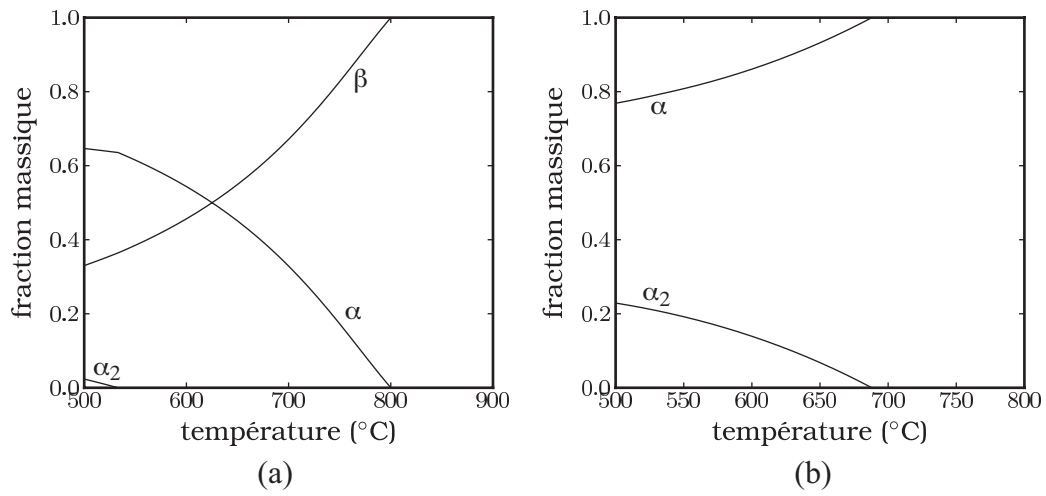 1.0
0.8
0.6
0.4
0.2
0.0
fraction massique
β
α
α2
500 600 700 800 900
température (°C)
(a)
1.0
0.8
0.6
0.4
0.2
0.0
fraction massique
α
α2
500 550 600 650 700 750 800
température (°C)
(b)